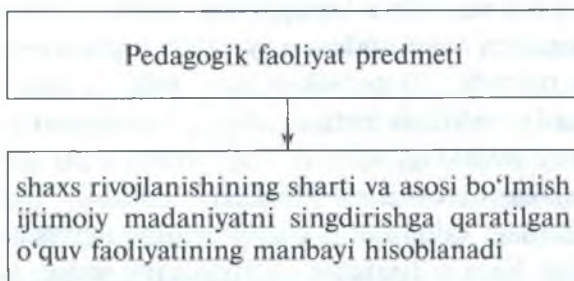 Pedagogik faoliyat predmeti
shaxs rivojlanishining sharti va asosi bo‘lmish
ijtimoiy madaniyatni singdirishga qaratilgan
o‘quv faoliyatining manbayi hisoblanadi